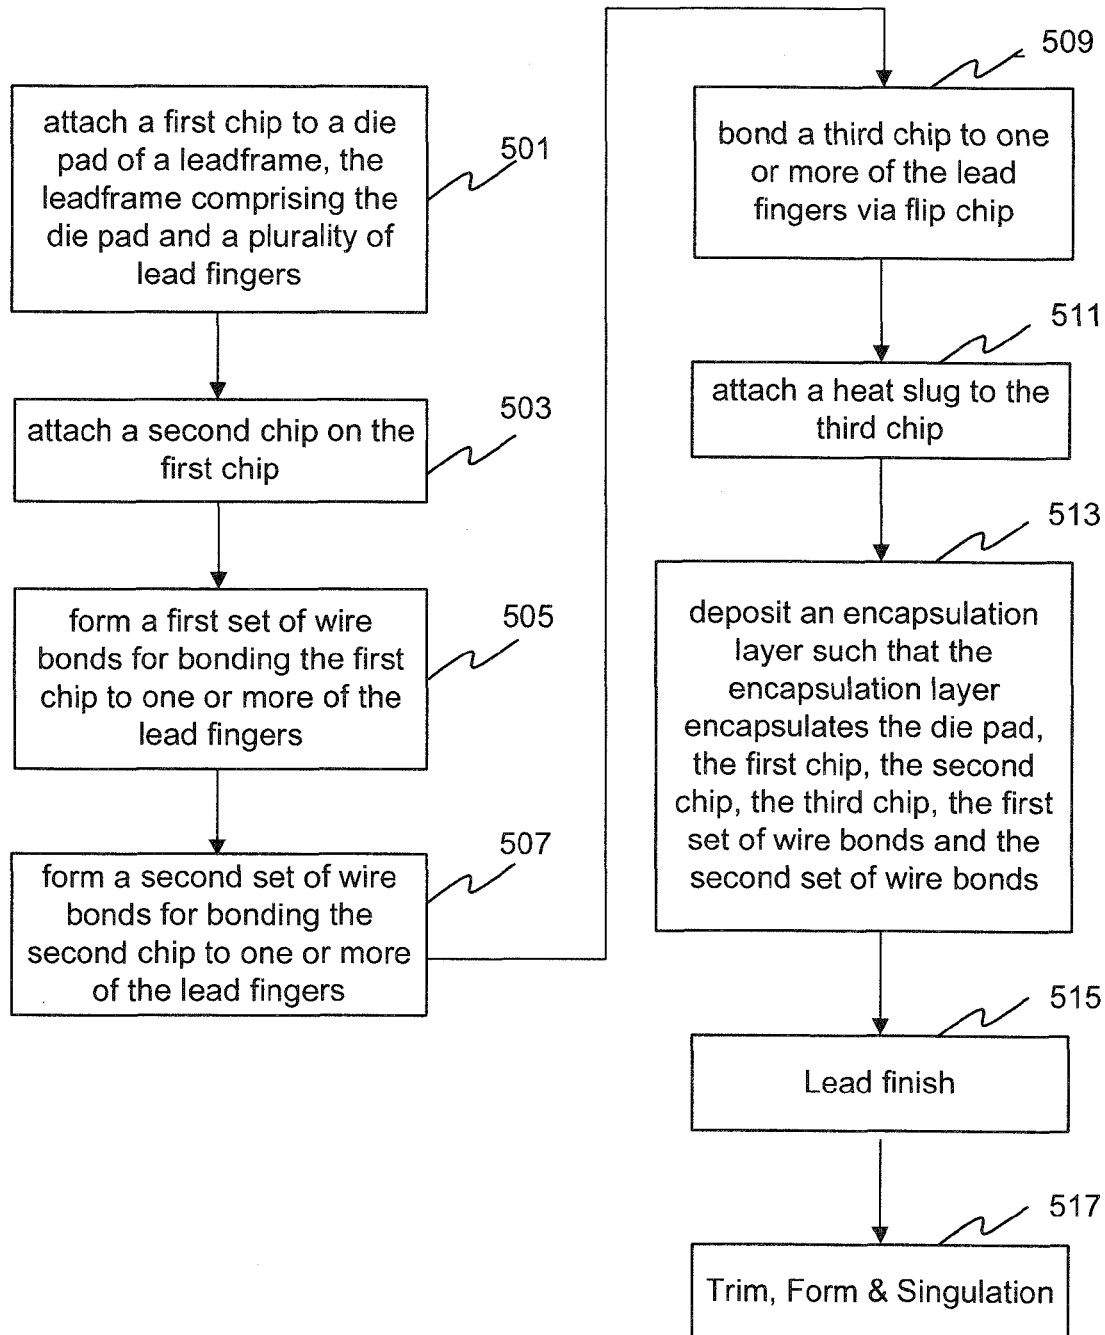 attach a first chip to a die
pad of a leadframe, the
leadframe comprising the
die pad and a plurality of
lead fingers
501
attach a second chip on the
first chip
503
form a first set of wire
bonds for bonding the first
chip to one or more of the
lead fingers
505
form a second set of wire
bonds for bonding the
second chip to one or more
of the lead fingers
507
bond a third chip to one
or more of the lead
fingers via flip chip
509
attach a heat slug to the
third chip
511
deposit an encapsulation
layer such that the
encapsulation layer
encapsulates the die pad,
the first chip, the second
chip, the third chip, the first
set of wire bonds and the
second set of wire bonds
513
Lead finish
515
Trim, Form & Singulation
517